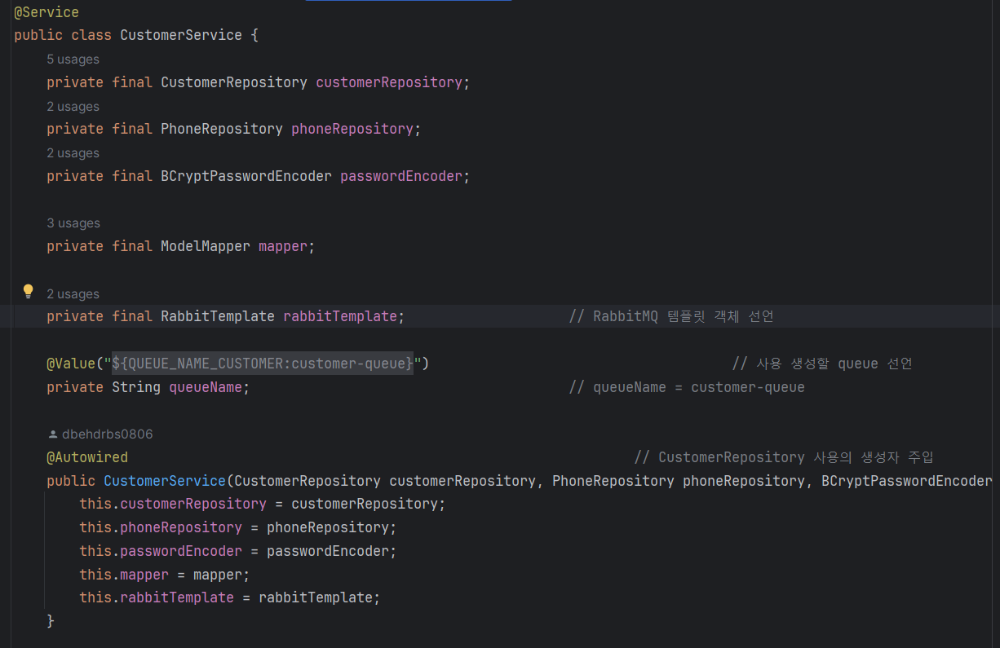 @Service
public class CustomerService {
5 usages
private final CustomerRepository customerRepository;
2 usages
private final PhoneRepository phoneRepository;
2 usages
private final BCryptPasswordEncoder passwordEncoder;
3 usages
private final ModelMapper mapper;
2 usages
private final RabbitTemplate rabbitTemplate; // RabbitMQ 템플릿 객체 선언
@Value("${QUEUE_NAME_CUSTOMER:customer-queue}") // 사용 생성할 queue 선언
private String queueName; // queueName = customer-queue
dbehdrbs0806
@Autowired // CustomerRepository 사용의 생성자 주입
public CustomerService(CustomerRepository customerRepository, PhoneRepository phoneRepository, BCryptPasswordEncoder
this.customerRepository = customerRepository;
this.phoneRepository = phoneRepository;
this.passwordEncoder = passwordEncoder;
this.mapper = mapper;
this.rabbitTemplate = rabbitTemplate;
}